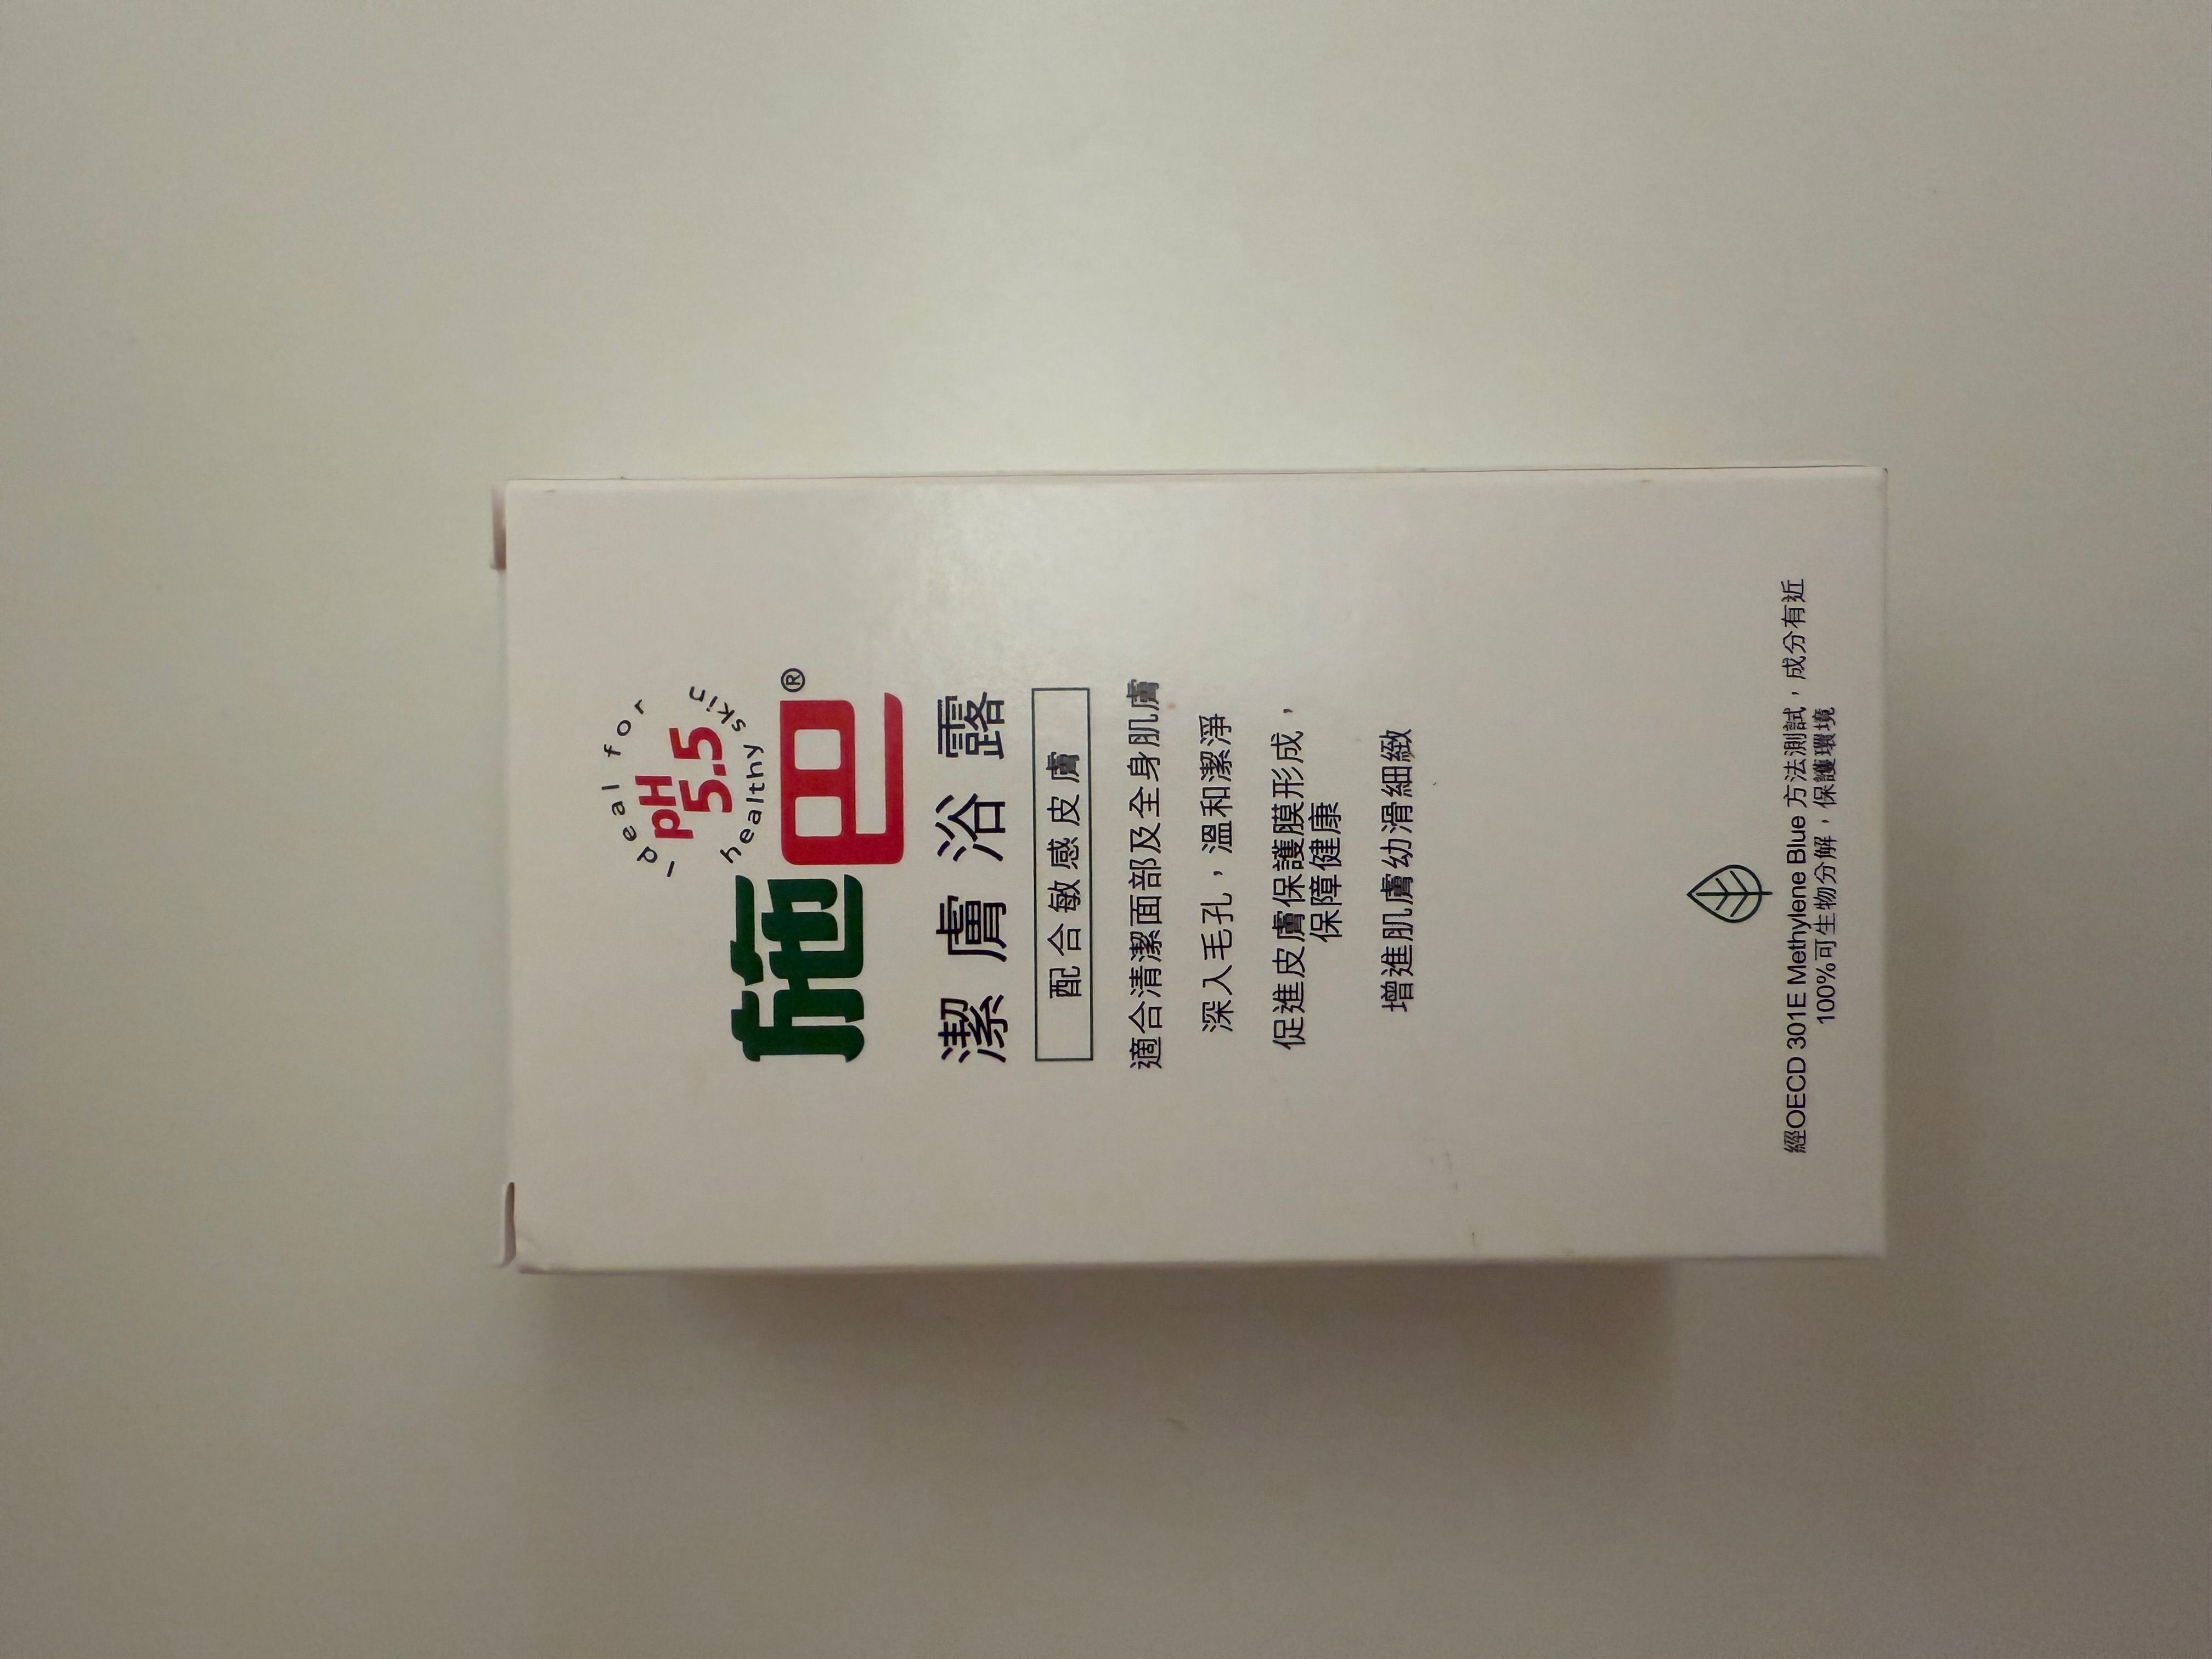 Ideal for
pH
5.5
healthy skin
施巴®
潔膚浴露
配合敏感皮膚
適合清潔面部及全身肌膚
深入毛孔，溫和潔淨
促進皮膚保護膜形成，
保障健康
增進肌膚幼滑細緻
經OECD 301E Methylene Blue 方法測試，成分有近
100%可生物分解，保護環境